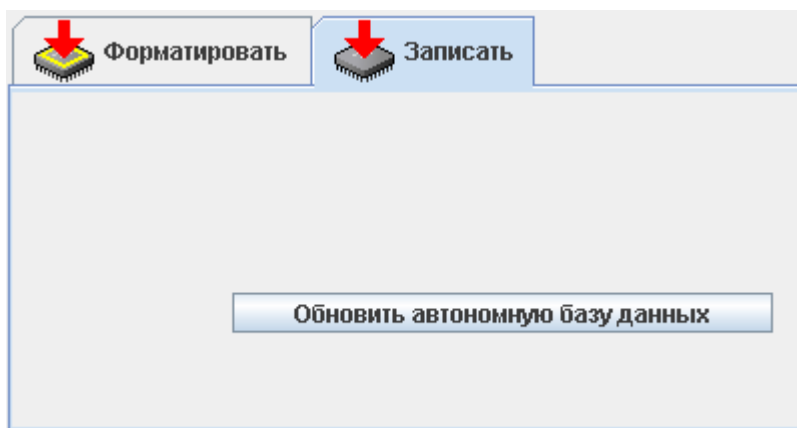 Форматировать
Записать
Обновить автономную базу данных